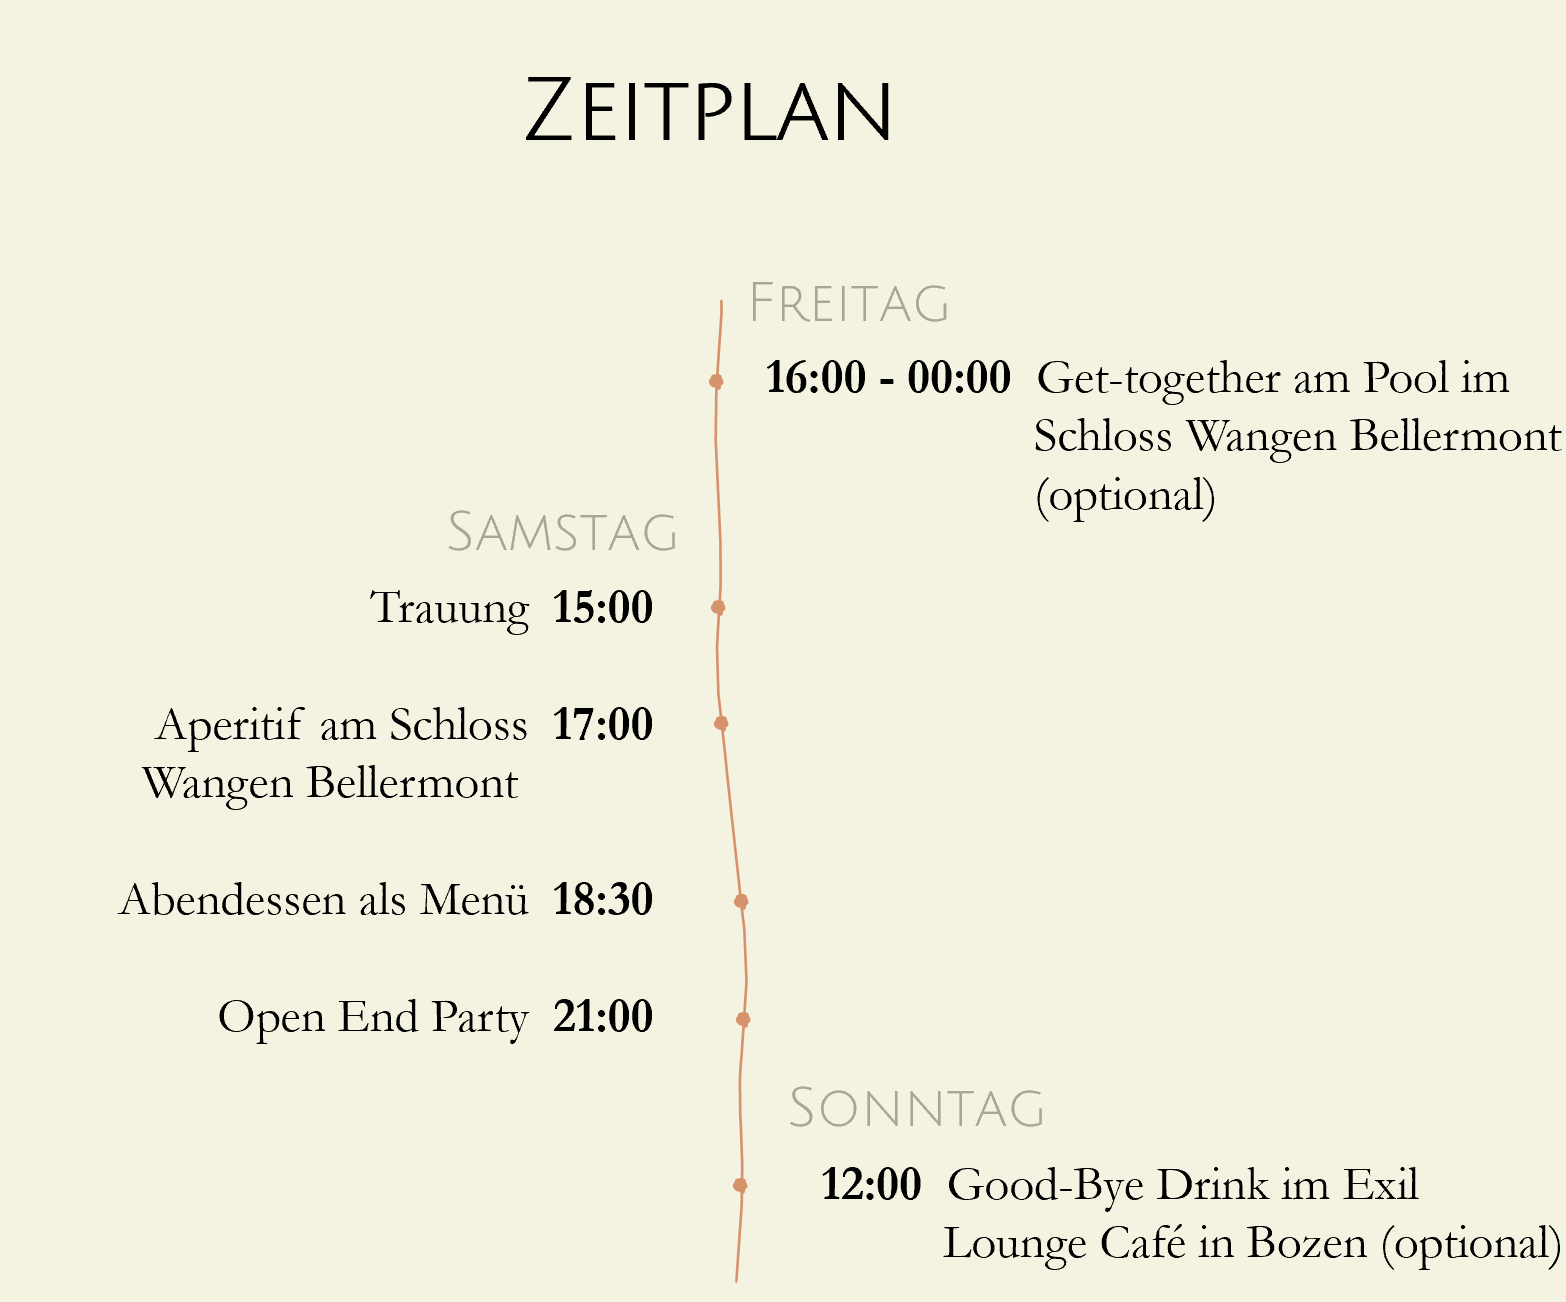 ZEITPLAN
FREITAG
16:00 - 00:00 Get-together am Pool im
Schloss Wangen Bellermont
(optional)
SAMSTAG
Trauung 15:00
Aperitif am Schloss 17:00
Wangen Bellermont
Abendessen als Menü 18:30
Open End Party 21:00
SONNTAG
12:00 Good-Bye Drink im Exil
Lounge Café in Bozen (optional)